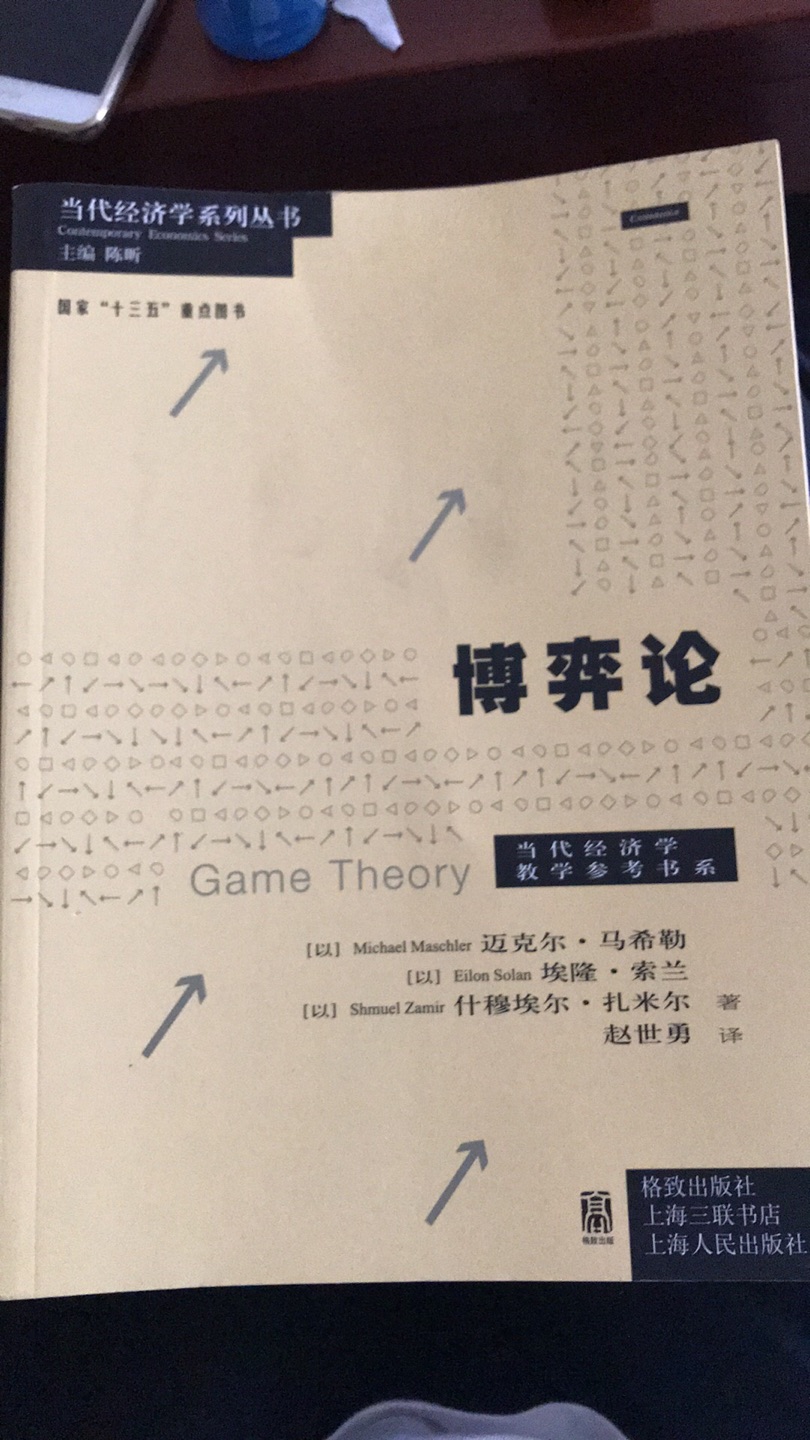 当代经济学系列丛书
Contemporary Economics Series
主编 陈昕
国家“十三五”重点图书
博弈论
Game Theory
当代经济学
教学参考书系
[以] Michael Maschler 迈克尔·马希勒
[以] Eilon Solan 埃隆·索兰
[以] Shmuel Zamir 什穆埃尔·扎米尔 著
赵世勇 译
格致出版
格致出版社
上海三联书店
上海人民出版社